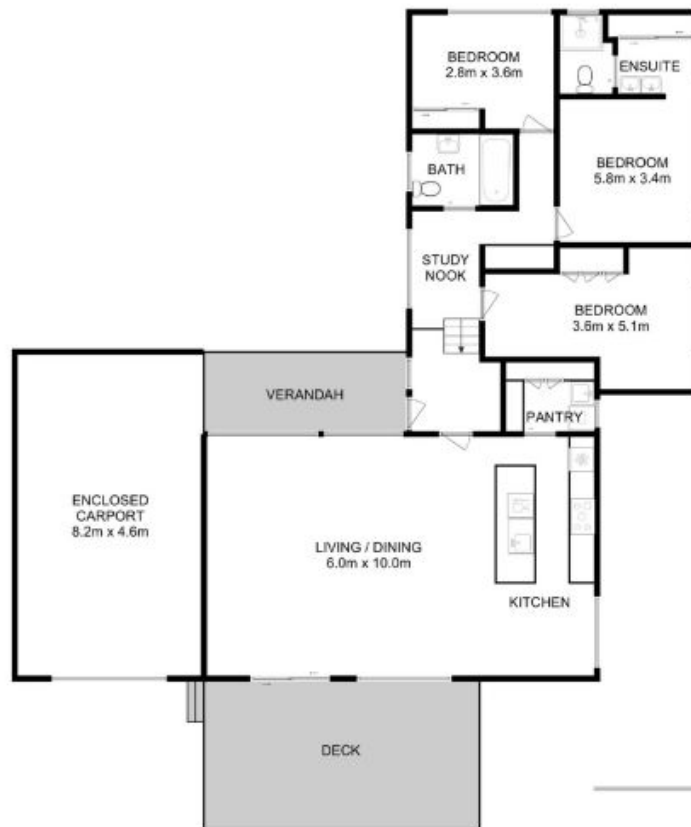 BEDROOM
2.8m x 3.6m
ENSUITE
BATH
BEDROOM
5.8m x 3.4m
STUDY
NOOK
BEDROOM
3.6m x 5.1m
VERANDAH
PANTRY
ENCLOSED
CARPORT
8.2m x 4.6m
LIVING / DINING
6.0m x 10.0m
KITCHEN
DECK